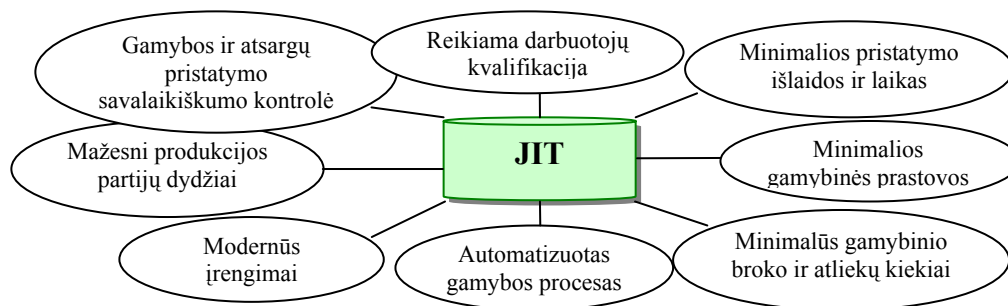 Gamybos ir atsargų
pristatymo
savalaikiškumo kontrolė
Reikiama darbuotojų
kvalifikacija
Minimalios pristatymo
išlaidos ir laikas
Mažesni produkcijos
partijų dydžiai
JIT
Minimalios
gamybinės prastovos
Modernūs
įrengimai
Automatizuotas
gamybos procesas
Minimalūs gamybinio
broko ir atliekų kiekiai